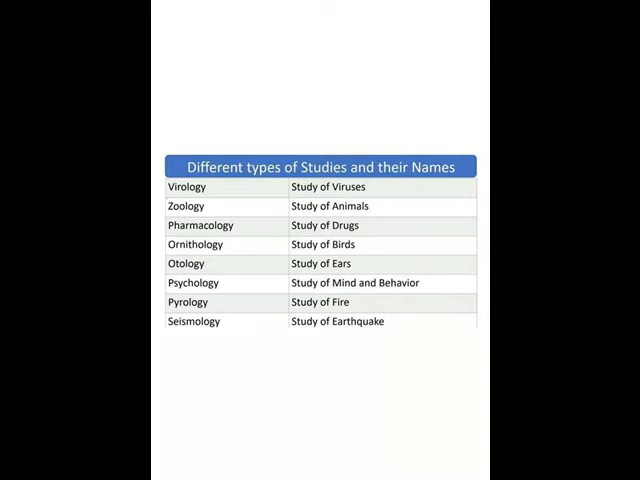 Different types of Studies and their Names
Virology Study of Viruses
Zoology Study of Animals
Pharmacology Study of Drugs
Ornithology Study of Birds
Otology Study of Ears
Psychology Study of Mind and Behavior
Pyrology Study of Fire
Seismology Study of Earthquake